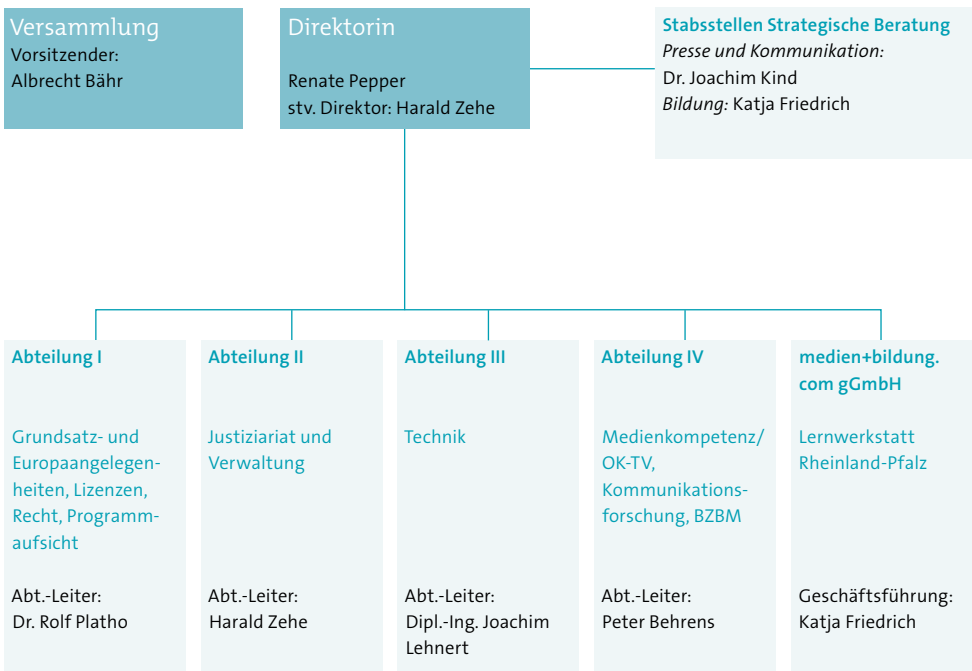 Versammlung
Vorsitzender:
Albrecht Bähr
Direktorin
Renate Pepper
stv. Direktor: Harald Zehe
Stabsstellen Strategische Beratung
Presse und Kommunikation:
Dr. Joachim Kind
Bildung: Katja Friedrich
Abteilung I
Grundsatz- und
Europaangelegen-
heiten, Lizenzen,
Recht, Programm-
aufsicht
Abt.-Leiter:
Dr. Rolf Platho
Abteilung II
Justiziariat und
Verwaltung
Abt.-Leiter:
Harald Zehe
Abteilung III
Technik
Abt.-Leiter:
Dipl.-Ing. Joachim
Lehnert
Abteilung IV
Medienkompetenz/
OK-TV,
Kommunikations-
forschung, BZBM
Abt.-Leiter:
Peter Behrens
medien+bildung.
com gGmbH
Lernwerkstatt
Rheinland-Pfalz
Geschäftsführung:
Katja Friedrich